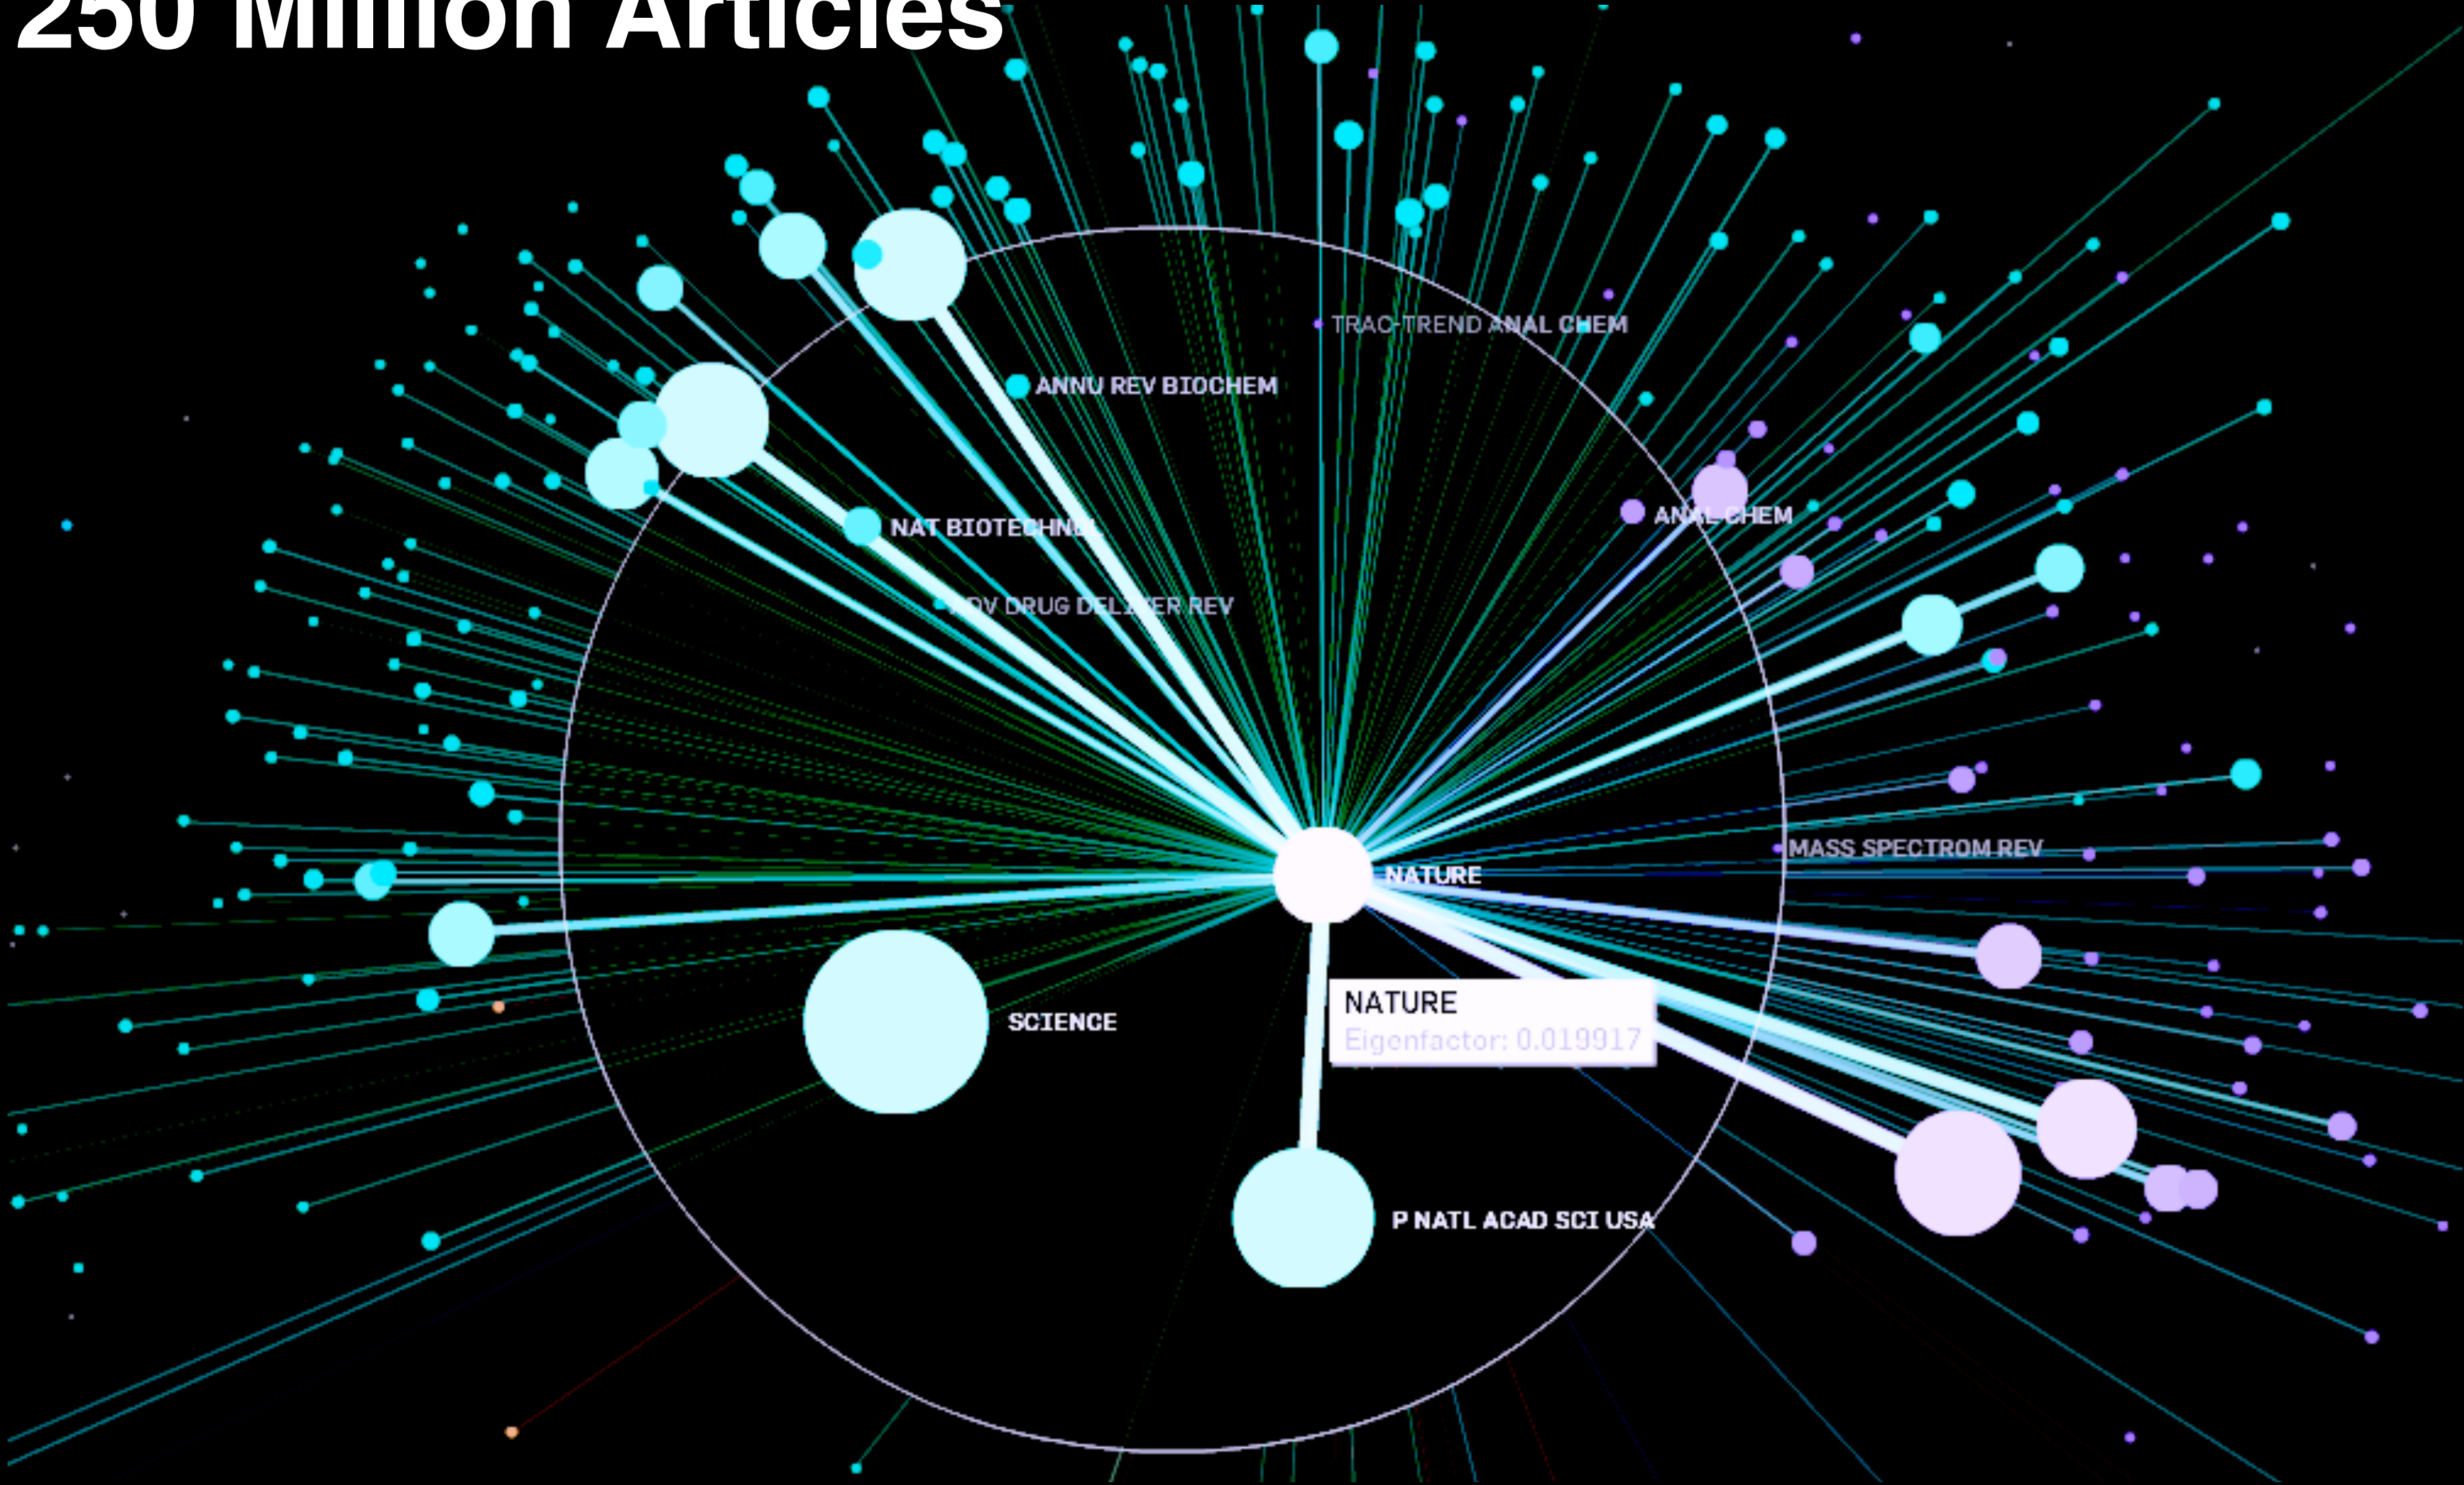 250 Million Articles
TRAC-TREND ANAL CHEM
ANNU REV BIOCHEM
ANAL CHEM
NAT BIOTECHNOL
ADV DRUG DELIVER REV
MASS SPECTROM REV
NATURE
NATURE
Eigenfactor: 0.019917
SCIENCE
P NATL ACAD SCI USA